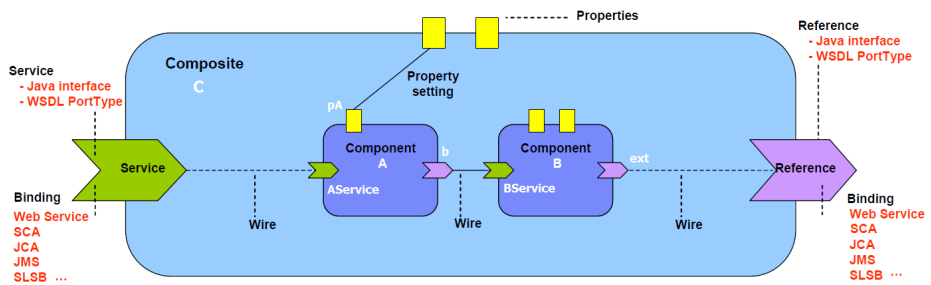 Properties
Reference
- Java interface
- WSDL PortType
Composite
C
Service
- Java interface
- WSDL PortType
Property
setting
pA
Component
A
b
Component
B
ext
Service
AService
BService
Reference
Wire
Wire
Wire
Binding
Web Service
SCA
JCA
JMS
SLSB ...
Binding
Web Service
SCA
JCA
JMS
SLSB ...